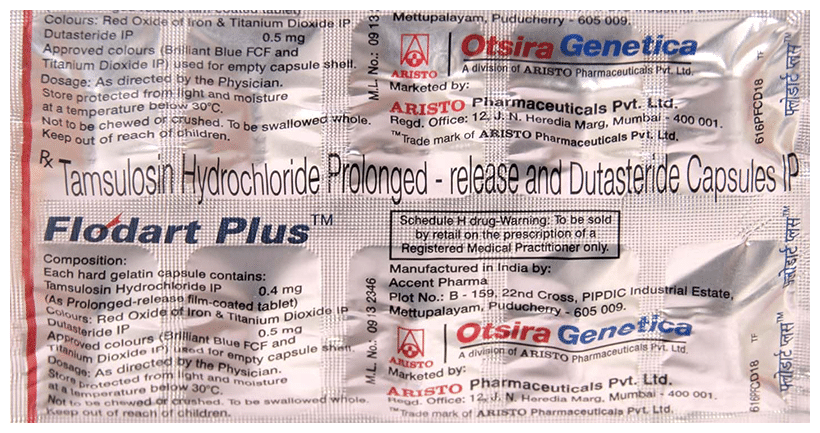 Colours: Red Oxide of Iron & Titanium Dioxide IP
Dutasteride IP 0.5 mg
Approved colours (Brilliant Blue FCF and
Titanium Dioxide IP) used for empty capsule shell.
Dosage: As directed by the Physician.
Store protected from light and moisture
at a temperature below 30°C.
Not to be chewed or crushed. To be swallowed whole.
Keep out of reach of children.
M.L. No.: 09 13
Mettupalayam, Puducherry - 605 009.
ARISTO
Otsira Genetica
A division of ARISTO Pharmaceuticals Pvt. Ltd.
Marketed by:
ARISTO Pharmaceuticals Pvt. Ltd.
Regd. Office: 12, J. N. Heredia Marg, Mumbai - 400 001.
™Trade mark of ARISTO Pharmaceuticals Pvt. Ltd.
616PFCD18 TF
फ्लोडार्ट प्लस™
Rx Tamsulosin Hydrochloride Prolonged - release and Dutasteride Capsules IP
Flodart Plus™
Composition:
Each hard gelatin capsule contains:
Tamsulosin Hydrochloride IP 0.4 mg
(As Prolonged-release film-coated tablet)
Colours: Red Oxide of Iron & Titanium Dioxide IP
Dutasteride IP 0.5 mg
Approved colours (Brilliant Blue FCF and
Titanium Dioxide IP) used for empty capsule shell.
Dosage: As directed by the Physician.
Store protected from light and moisture
at a temperature below 30°C.
Not to be chewed or crushed. To be swallowed whole.
Keep out of reach of children.
M.L. No.: 09 13 2346
Schedule H drug-Warning: To be sold
by retail on the prescription of a
Registered Medical Practitioner only.
Manufactured in India by:
Accent Pharma
Plot No.: B - 159, 22nd Cross, PIPDIC Industrial Estate,
Mettupalayam, Puducherry - 605 009.
ARISTO
Otsira Genetica
A division of ARISTO Pharmaceuticals Pvt. Ltd.
Marketed by:
ARISTO Pharmaceuticals Pvt. Ltd.
Regd. Office: 12, J. N. Heredia Marg, Mumbai - 400 001.
™Trade mark of ARISTO Pharmaceuticals Pvt. Ltd.
616PFCD18 TF
फ्लोडार्ट प्लस™ फ्लोडार्ट प्लस™